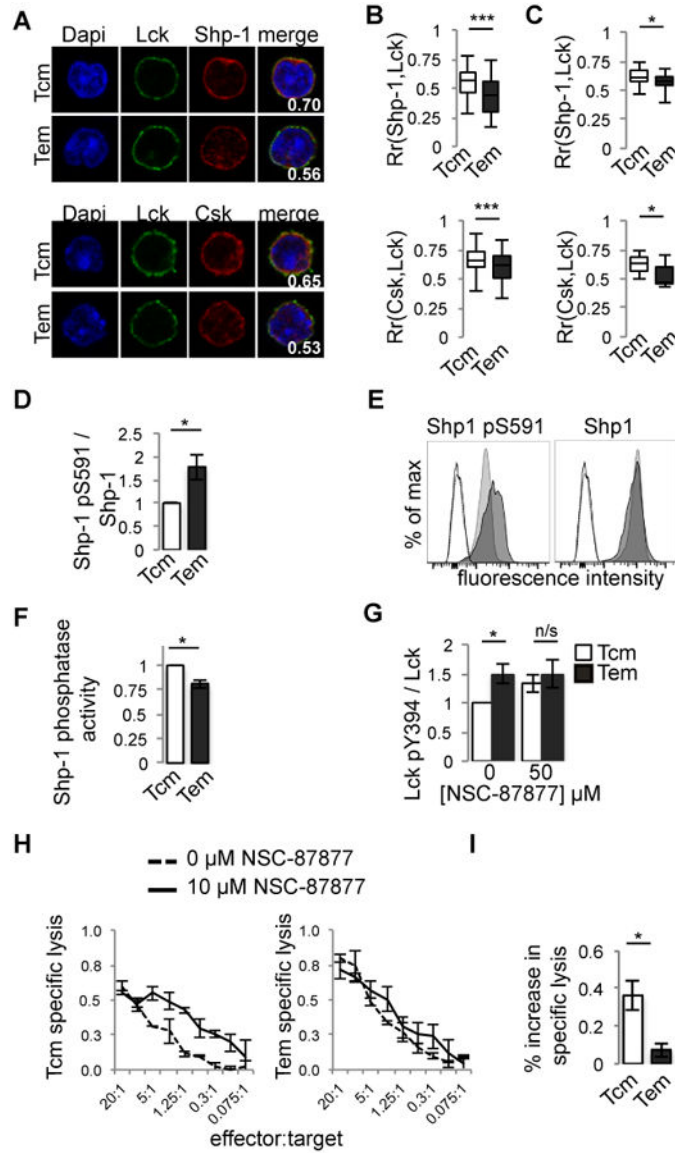 A
Dapi Lck Shp-1 merge
Tcm
0.70
Tem
0.56
Dapi Lck Csk merge
Tcm
0.65
Tem
0.53
B
***
Rr(Shp-1,Lck)
1
0.75
0.5
0.25
0
Tcm
Tem
***
Rr(Csk,Lck)
1
0.75
0.5
0.25
0
Tcm
Tem
C
*
Rr(Shp-1,Lck)
1
0.75
0.5
0.25
0
Tcm
Tem
*
Rr(Csk,Lck)
1
0.75
0.5
0.25
0
Tcm
Tem
D
*
Shp-1 pS591 /
Shp-1
2.5
2
1.5
1
0.5
0
Tcm
Tem
E
Shp1 pS591 Shp1
% of max
fluorescence intensity
F
*
Shp-1 phosphatase
activity
1
0.75
0.5
0.25
0
Tcm
Tem
G
* n/s
Tcm
Tem
Lck pY394 / Lck
2
1.5
1
0.5
0
0 50
[NSC-87877] µM
H
0 µM NSC-87877
10 µM NSC-87877
Tcm specific lysis
1.0
0.8
0.5
0.3
0.0
20:1 5:1 1.25:1 0.3:1 0.075:1
Tem specific lysis
1.0
0.8
0.5
0.3
0.0
20:1 5:1 1.25:1 0.3:1 0.075:1
effector:target
I
*
% increase in
specific lysis
0.6
0.4
0.2
0
Tcm
Tem